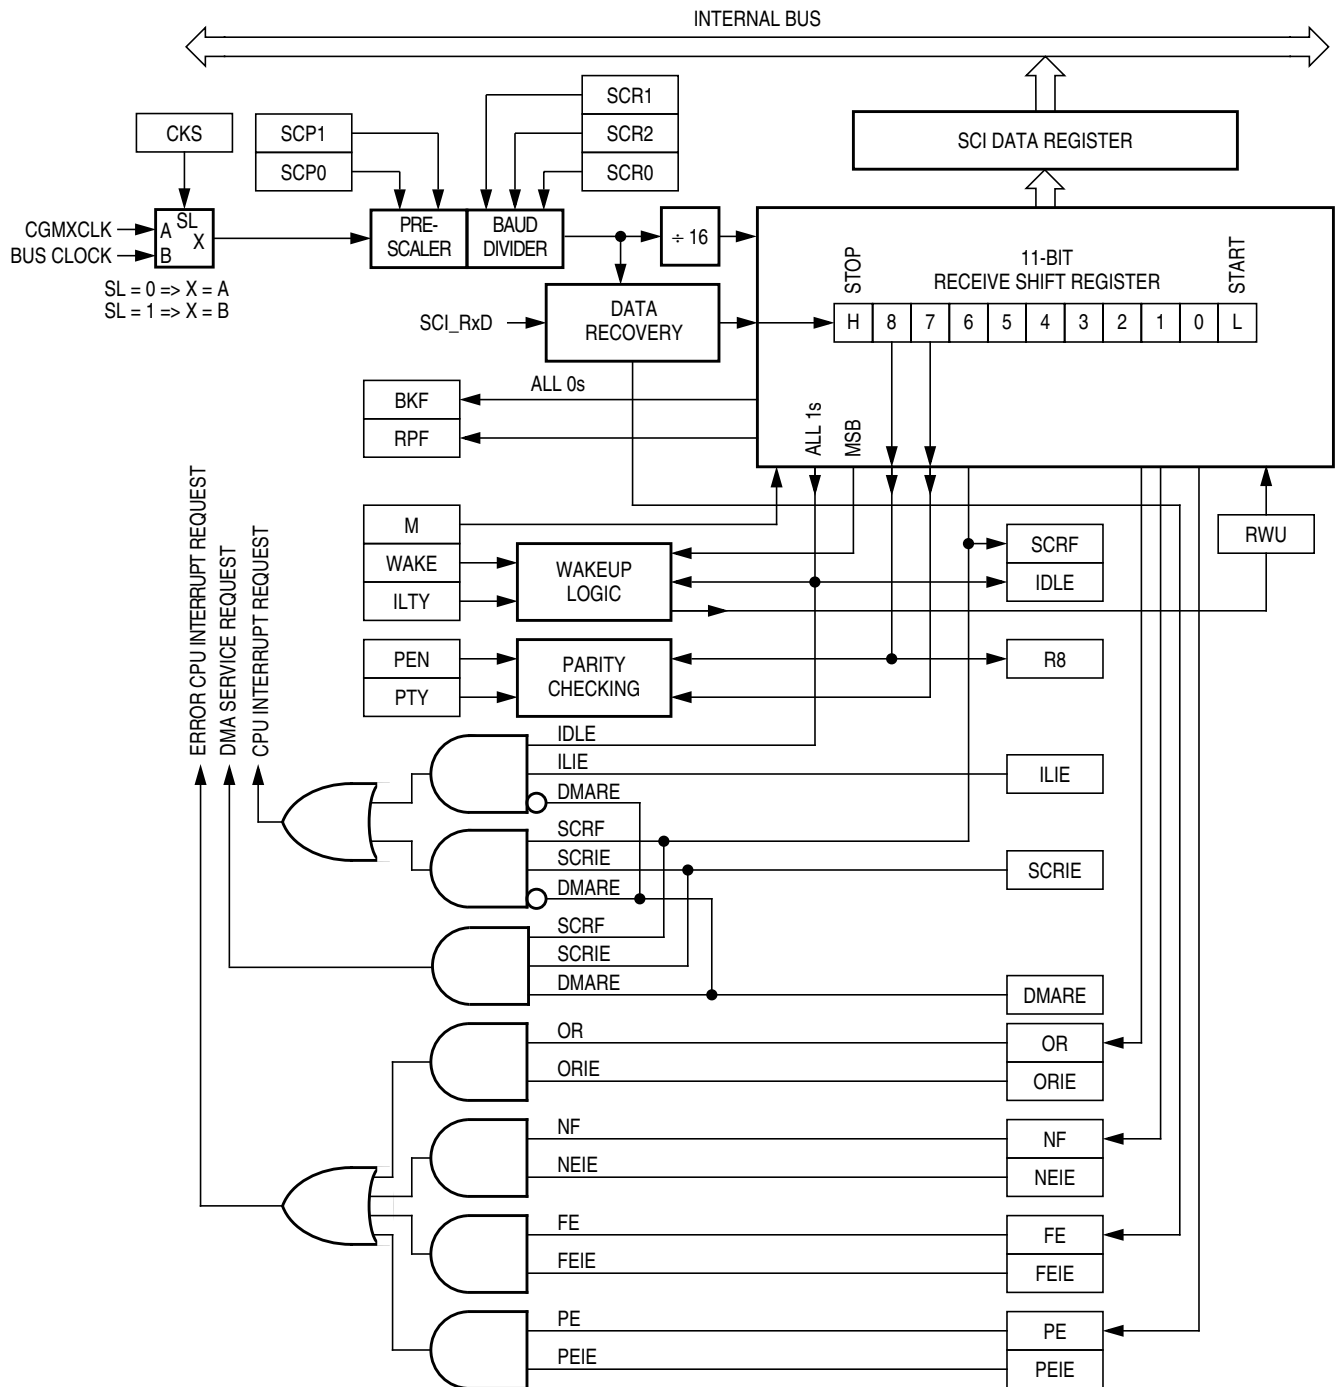 INTERNAL BUS
SCR1
SCR2
SCR0
CKS
SCP1
SCP0
SCI DATA REGISTER
CGMXCLK
BUS CLOCK
A
SL
X
B
SL = 0 => X = A
SL = 1 => X = B
PRE-
SCALER
BAUD
DIVIDER
÷ 16
DATA
RECOVERY
SCI_RxD
STOP
11-BIT
RECEIVE SHIFT REGISTER
START
H 8 7 6 5 4 3 2 1 0 L
ALL 0s
BKF
RPF
ALL 1s
MSB
M
WAKE
ILTY
WAKEUP
LOGIC
SCRF
IDLE
RWU
PEN
PTY
PARITY
CHECKING
R8
ERROR CPU INTERRUPT REQUEST
DMA SERVICE REQUEST
CPU INTERRUPT REQUEST
IDLE
ILIE
DMARE
ILIE
SCRF
SCRIE
DMARE
SCRIE
SCRF
SCRIE
DMARE
DMARE
OR
ORIE
OR
ORIE
NF
NEIE
NF
NEIE
FE
FEIE
FE
FEIE
PE
PEIE
PE
PEIE